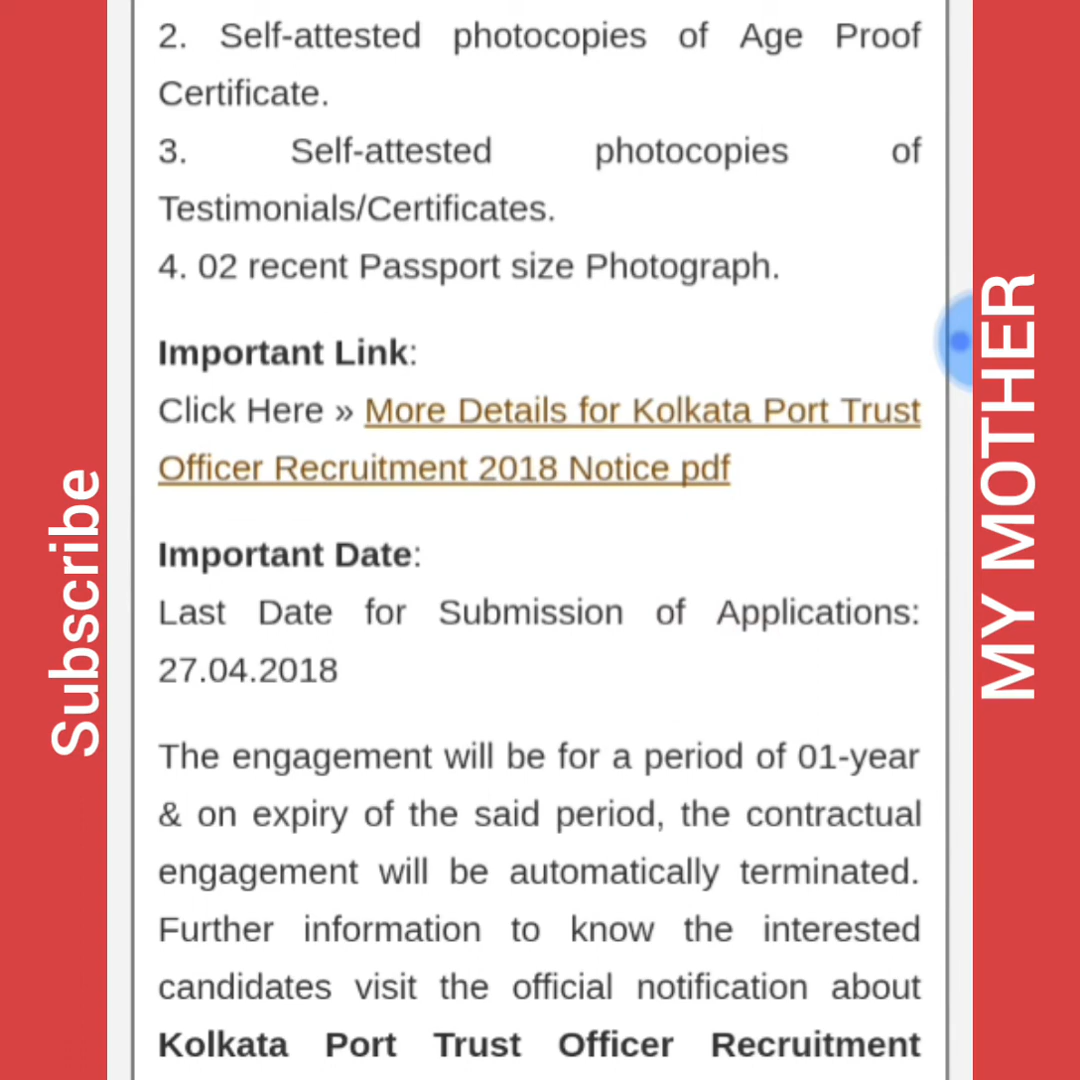 2. Self-attested photocopies of Age Proof
Certificate.
3. Self-attested photocopies of
Testimonials/Certificates.
4. 02 recent Passport size Photograph.
Important Link:
Click Here » More Details for Kolkata Port Trust
Officer Recruitment 2018 Notice pdf
Important Date:
Last Date for Submission of Applications:
27.04.2018
The engagement will be for a period of 01-year
& on expiry of the said period, the contractual
engagement will be automatically terminated.
Further information to know the interested
candidates visit the official notification about
Kolkata Port Trust Officer Recruitment
Subscribe
MY MOTHER